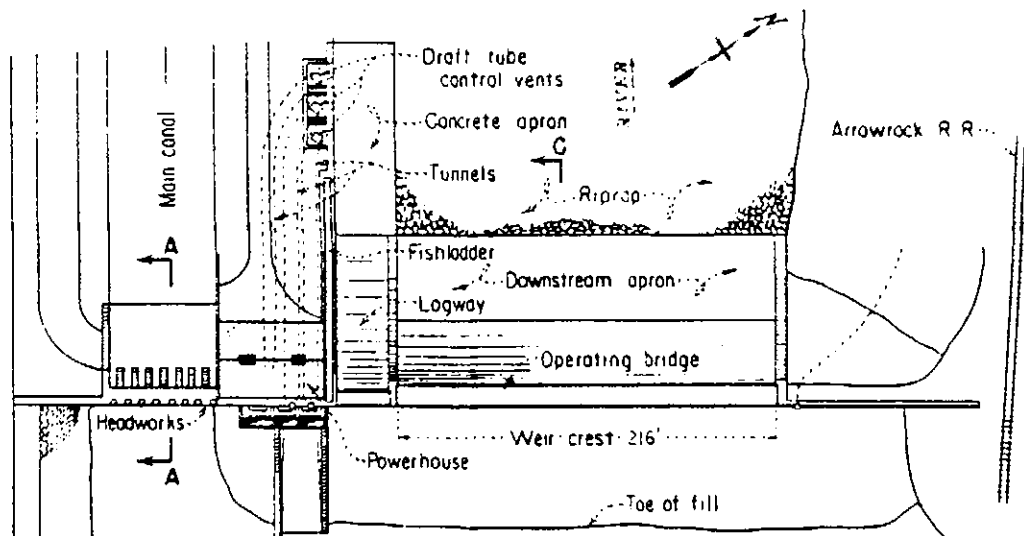 Draft tube
control vents
RIVER
N
Concrete apron
Arrowrock R R
C
Main canal
Tunnels
Riprap
A
Fishladder
Downstream apron
Logway
Operating bridge
Headworks
Weir crest 216'
A
Powerhouse
Toe of fill